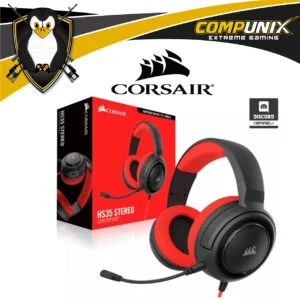 COMPUNIX
EXTREME GAMING
CORSAIR
DISCORD
CERTIFIED
CORSAIR
HS35 STEREO